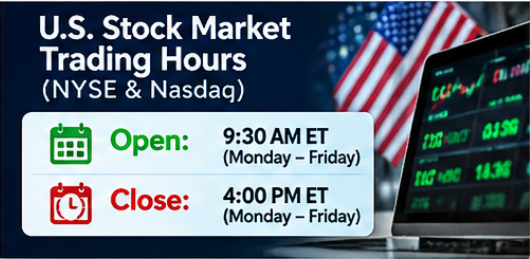 U.S. Stock Market
Trading Hours
(NYSE & Nasdaq)
Open: 9:30 AM ET
(Monday – Friday)
Close: 4:00 PM ET
(Monday – Friday)